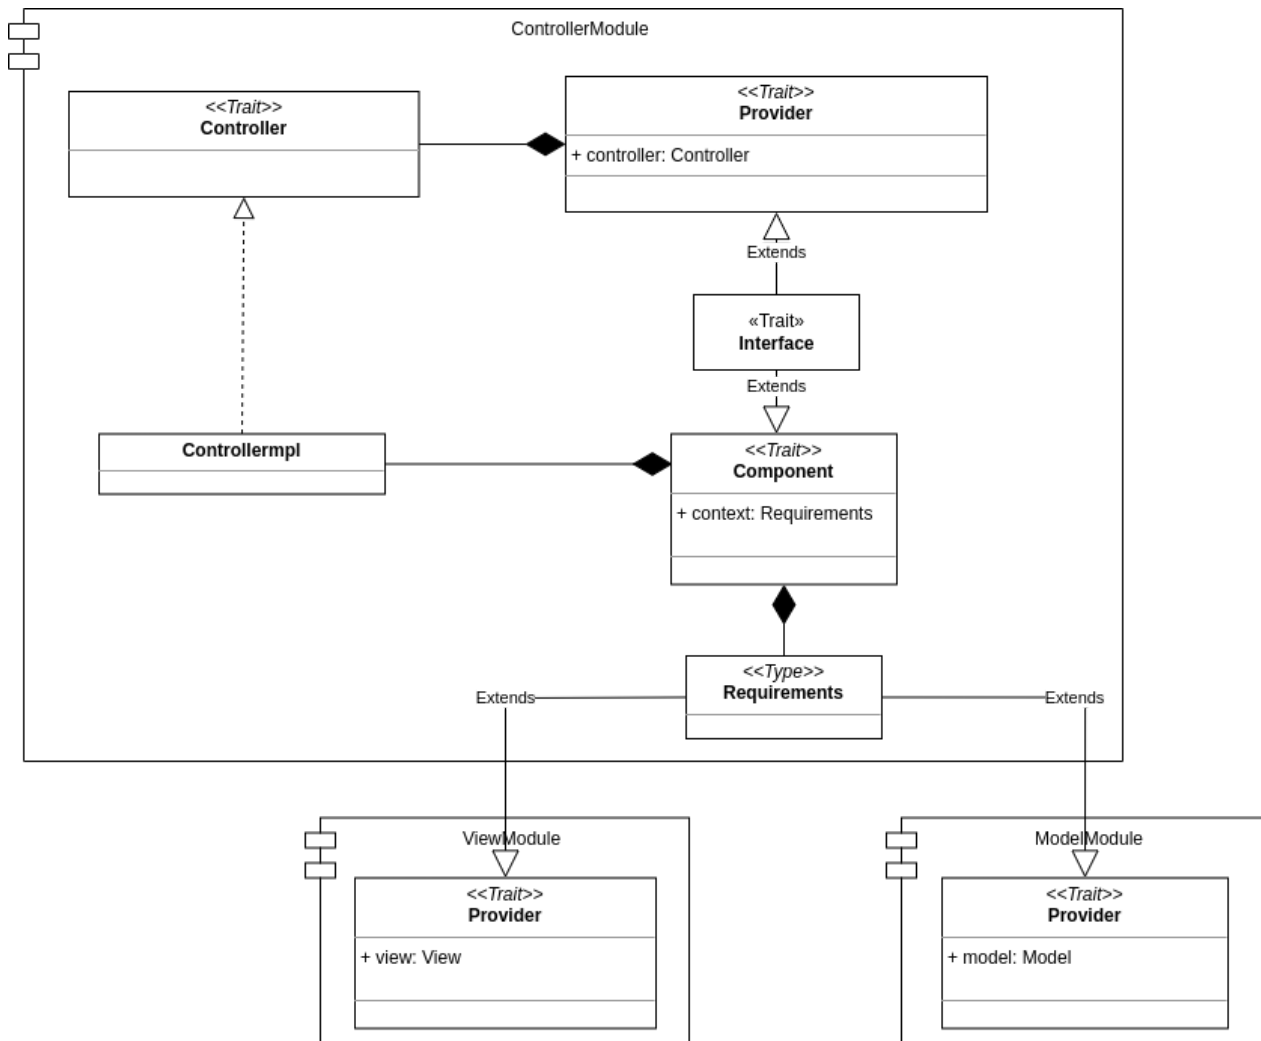 ControllerModule
<<Trait>>
Controller
<<Trait>>
Provider
+ controller: Controller
Extends
«Trait»
Interface
Extends
Controllermpl
<<Trait>>
Component
+ context: Requirements
<<Type>>
Requirements
Extends
Extends
ViewModule
<<Trait>>
Provider
+ view: View
ModelModule
<<Trait>>
Provider
+ model: Model